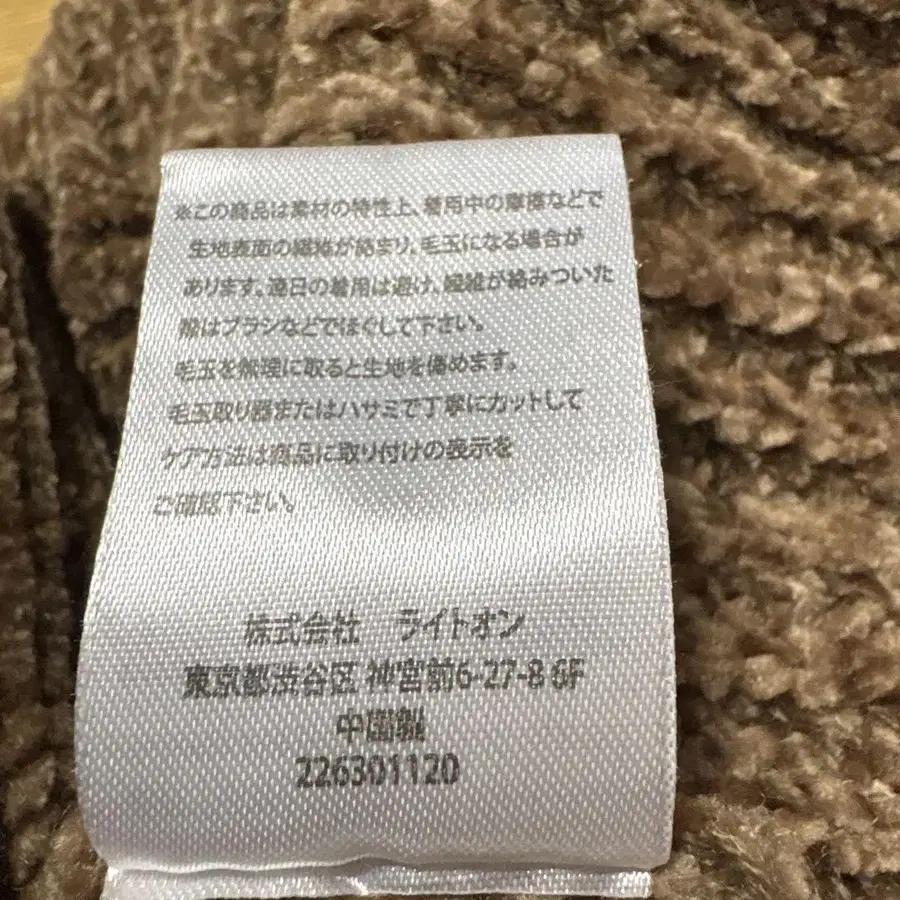 ※この商品は素材の特性上、着用中の摩擦などで
生地表面の繊維が絡まり、毛玉になる場合が
あります。連日の着用は避け、繊維が絡みついた
際はブラシなどでほぐして下さい。
毛玉を無理に取ると生地を傷めます。
毛玉取り器またはハサミで丁寧にカットして
ケア方法は商品に取り付けの表示を
ご確認下さい。
株式会社 ライトオン
東京都渋谷区 神宮前6-27-8 6F
中国製
226301120